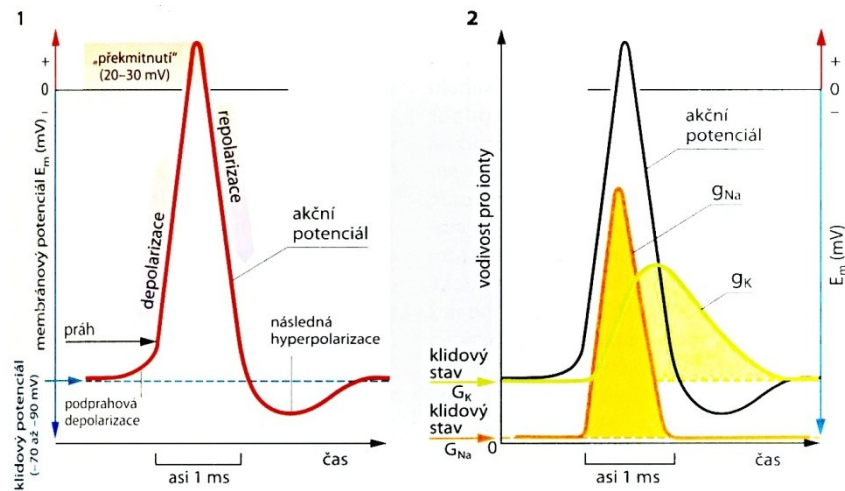 1
„překmitnutí“
(20–30 mV)
+
0
–
membránový potenciál Em (mV)
klidový potenciál
(–70 až –90 mV)
depolarizace
repolarizace
akční
potenciál
práh
následná
hyperpolarizace
podprahová
depolarizace
čas
asi 1 ms
2
+
0
–
vodivost pro ionty
akční
potenciál
gNa
gK
Em (mV)
klidový
stav
GK
klidový
stav
GNa
0
čas
asi 1 ms